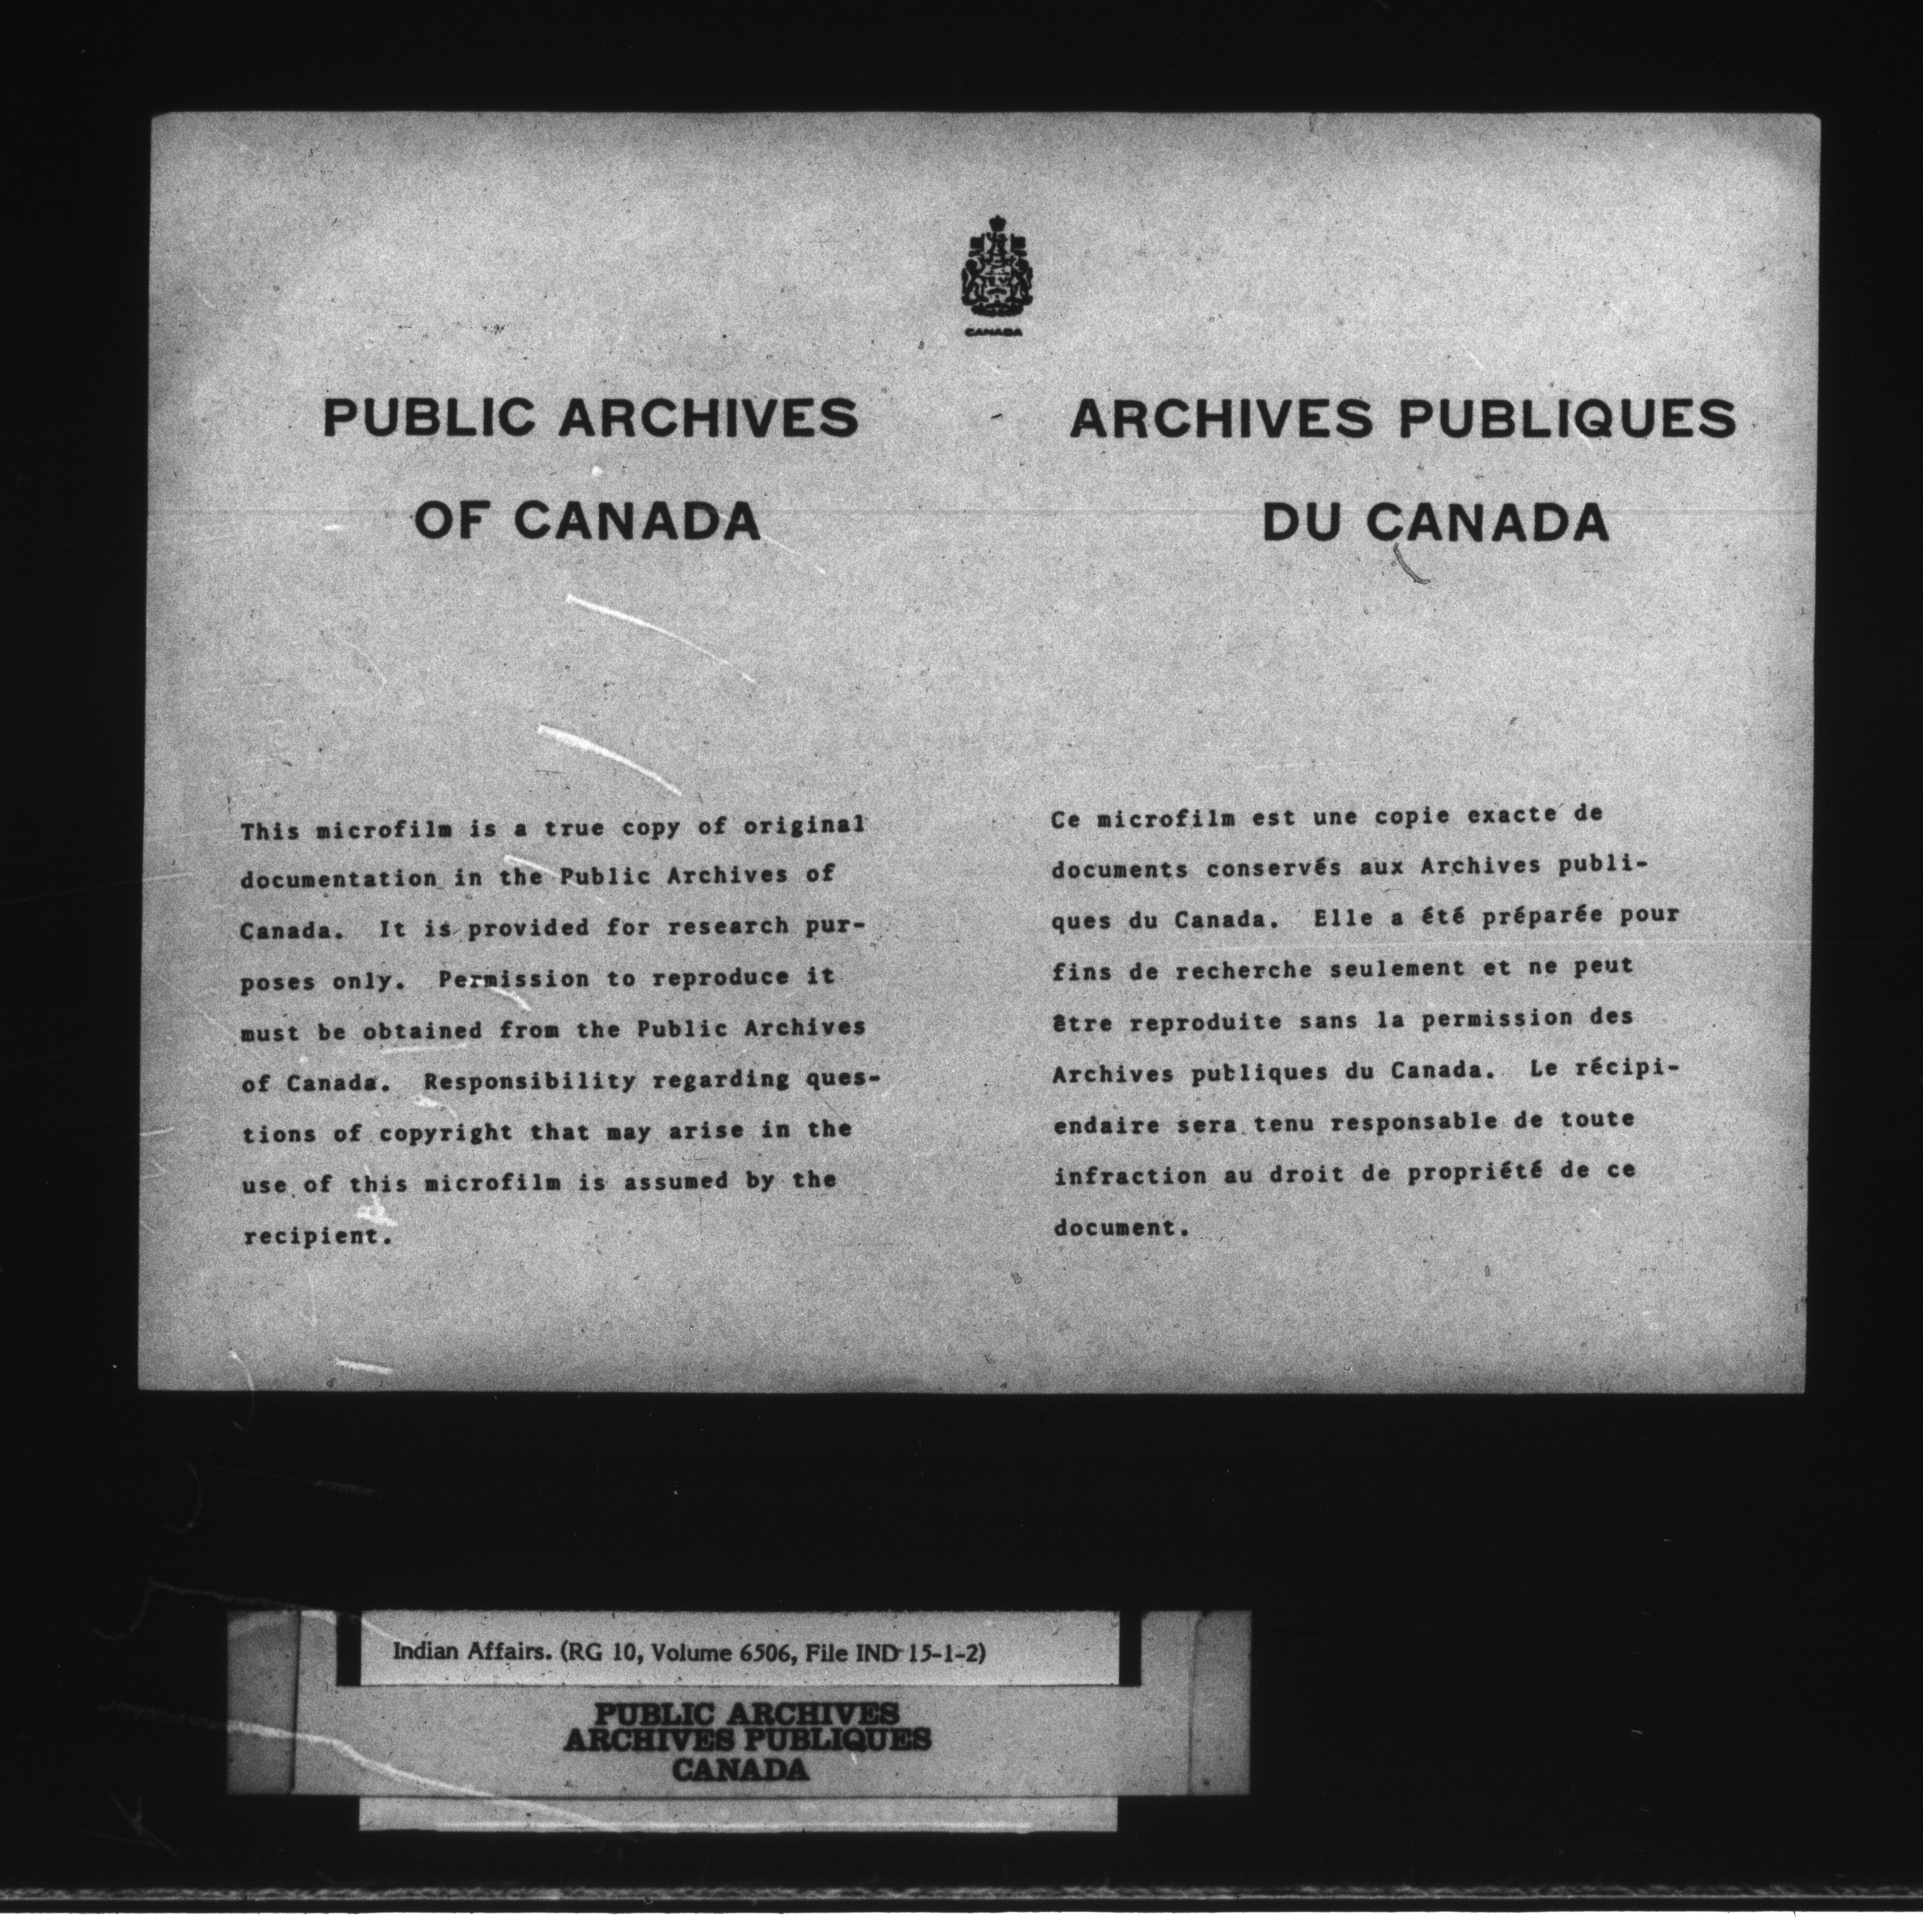 CANADA
PUBLIC ARCHIVES
OF CANADA
This microfilm is a true copy of original
documentation in the Public Archives of
Canada. It is provided for research pur-
poses only. Permission to reproduce it
must be obtained from the Public Archives
of Canada. Responsibility regarding ques-
tions of copyright that may arise in the
use of this microfilm is assumed by the
recipient.
ARCHIVES PUBLIQUES
DU CANADA
Ce microfilm est une copie exacte de
documents conservés aux Archives publi-
ques du Canada. Elle a été préparée pour
fins de recherche seulement et ne peut
être reproduite sans la permission des
Archives publiques du Canada. Le récipi-
endaire sera tenu responsable de toute
infraction au droit de propriété de ce
document.
Indian Affairs. (RG 10, Volume 6506, File IND 15-1-2)
PUBLIC ARCHIVES
ARCHIVES PUBLIQUES
CANADA